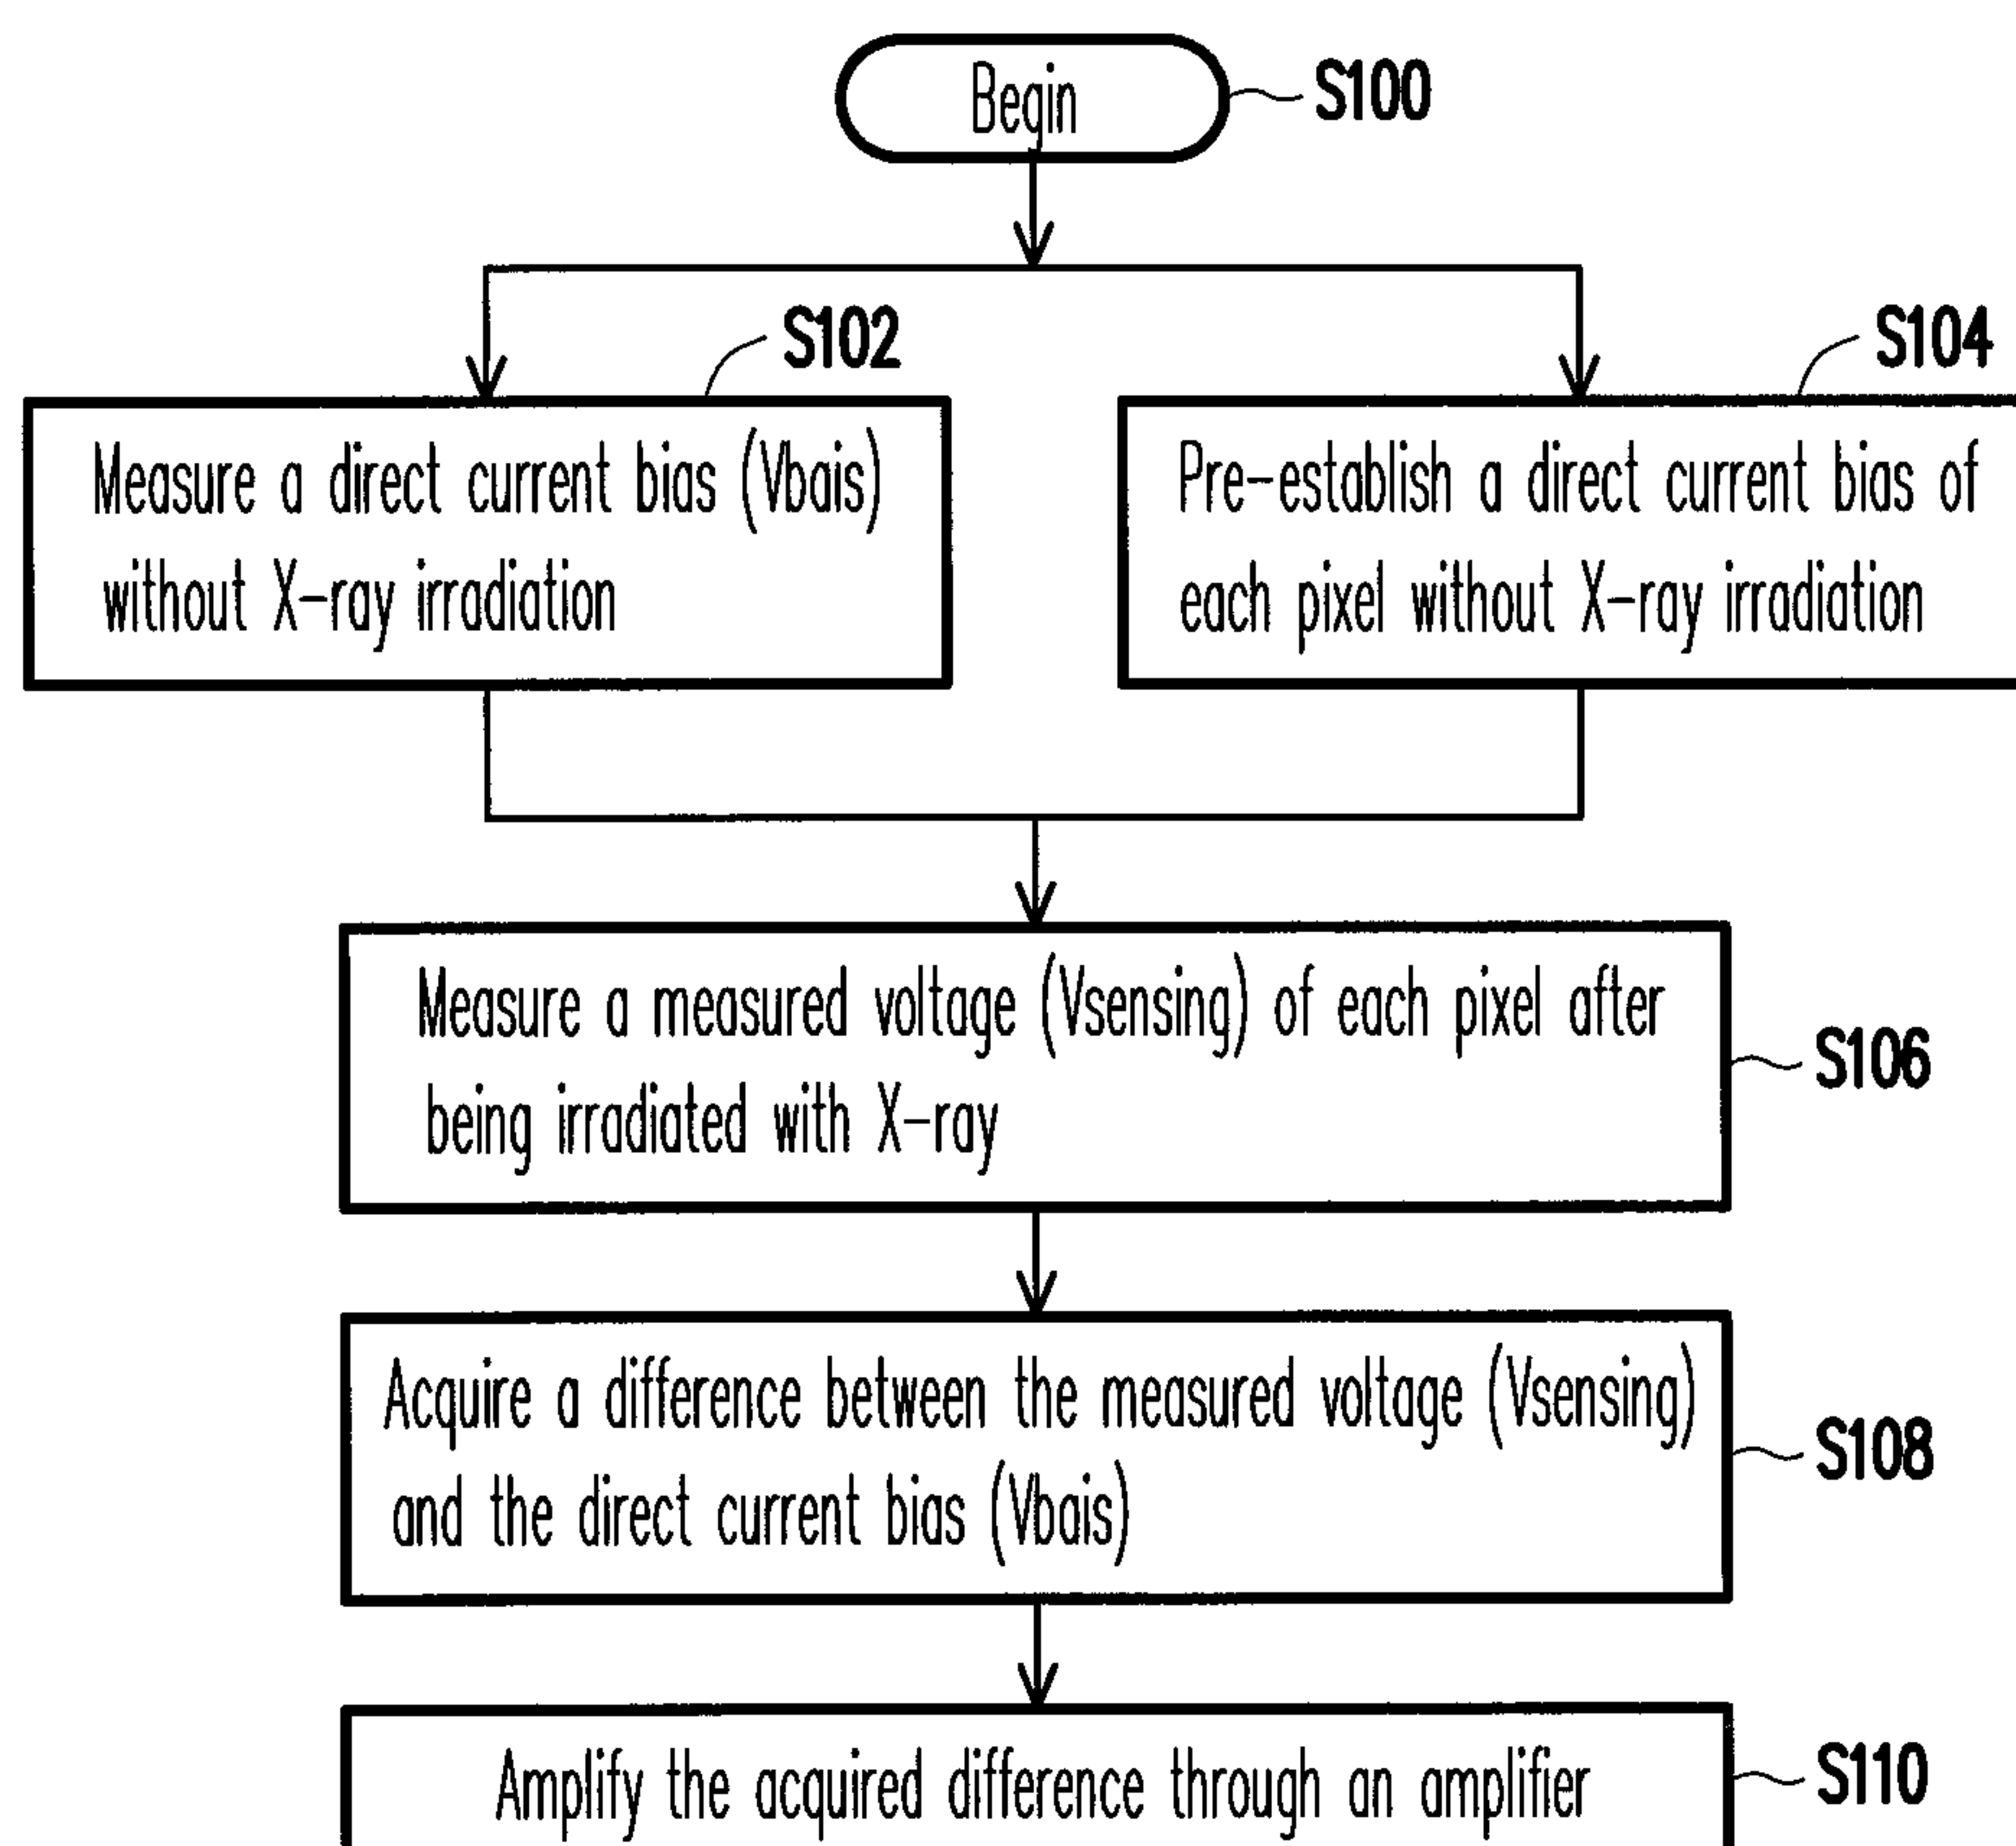 Begin
S100
S102
S104
Measure a direct current bias (Vbais)
without X-ray irradiation
Pre-establish a direct current bias of
each pixel without X-ray irradiation
Measure a measured voltage (Vsensing) of each pixel after
being irradiated with X-ray
S106
Acquire a difference between the measured voltage (Vsensing)
and the direct current bias (Vbais)
S108
Amplify the acquired difference through an amplifier
S110